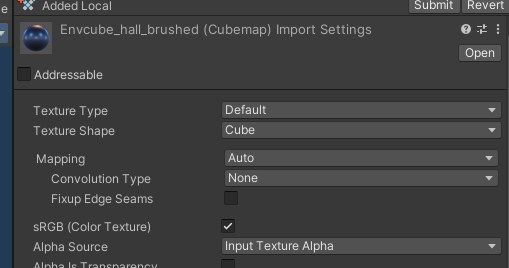 Added Local Submit Revert
Envcube_hall_brushed (Cubemap) Import Settings
Open
Addressable
Texture Type Default
Texture Shape Cube
Mapping Auto
Convolution Type None
Fixup Edge Seams
sRGB (Color Texture)
Alpha Source Input Texture Alpha
Alpha Is Transparency